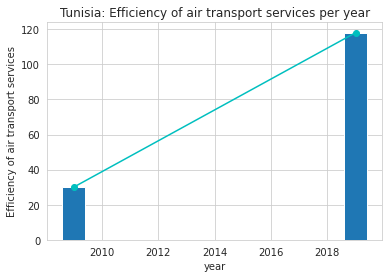 Tunisia: Efficiency of air transport services per year
Efficiency of air transport services
120
100
80
60
40
20
0
2010 2012 2014 2016 2018
year